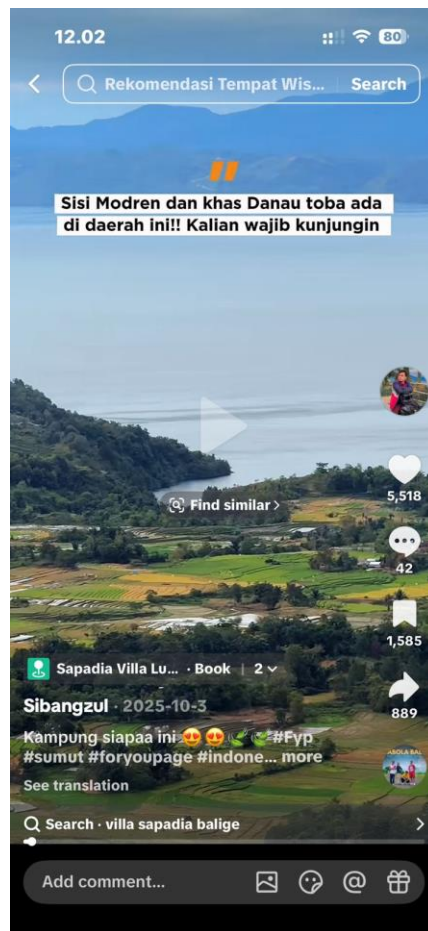 12.02
80
Rekomendasi Tempat Wis... Search
Sisi Modren dan khas Danau toba ada
di daerah ini!! Kalian wajib kunjungin
Find similar >
5,518
42
1,585
889
Sapadia Villa Lu... · Book | 2
Sibangzul · 2025-10-3
Kampung siapaa ini 😍😍 🍃🍃#Fyp
#sumut #foryoupage #indone... more
See translation
Search · villa sapadia balige >
Add comment...